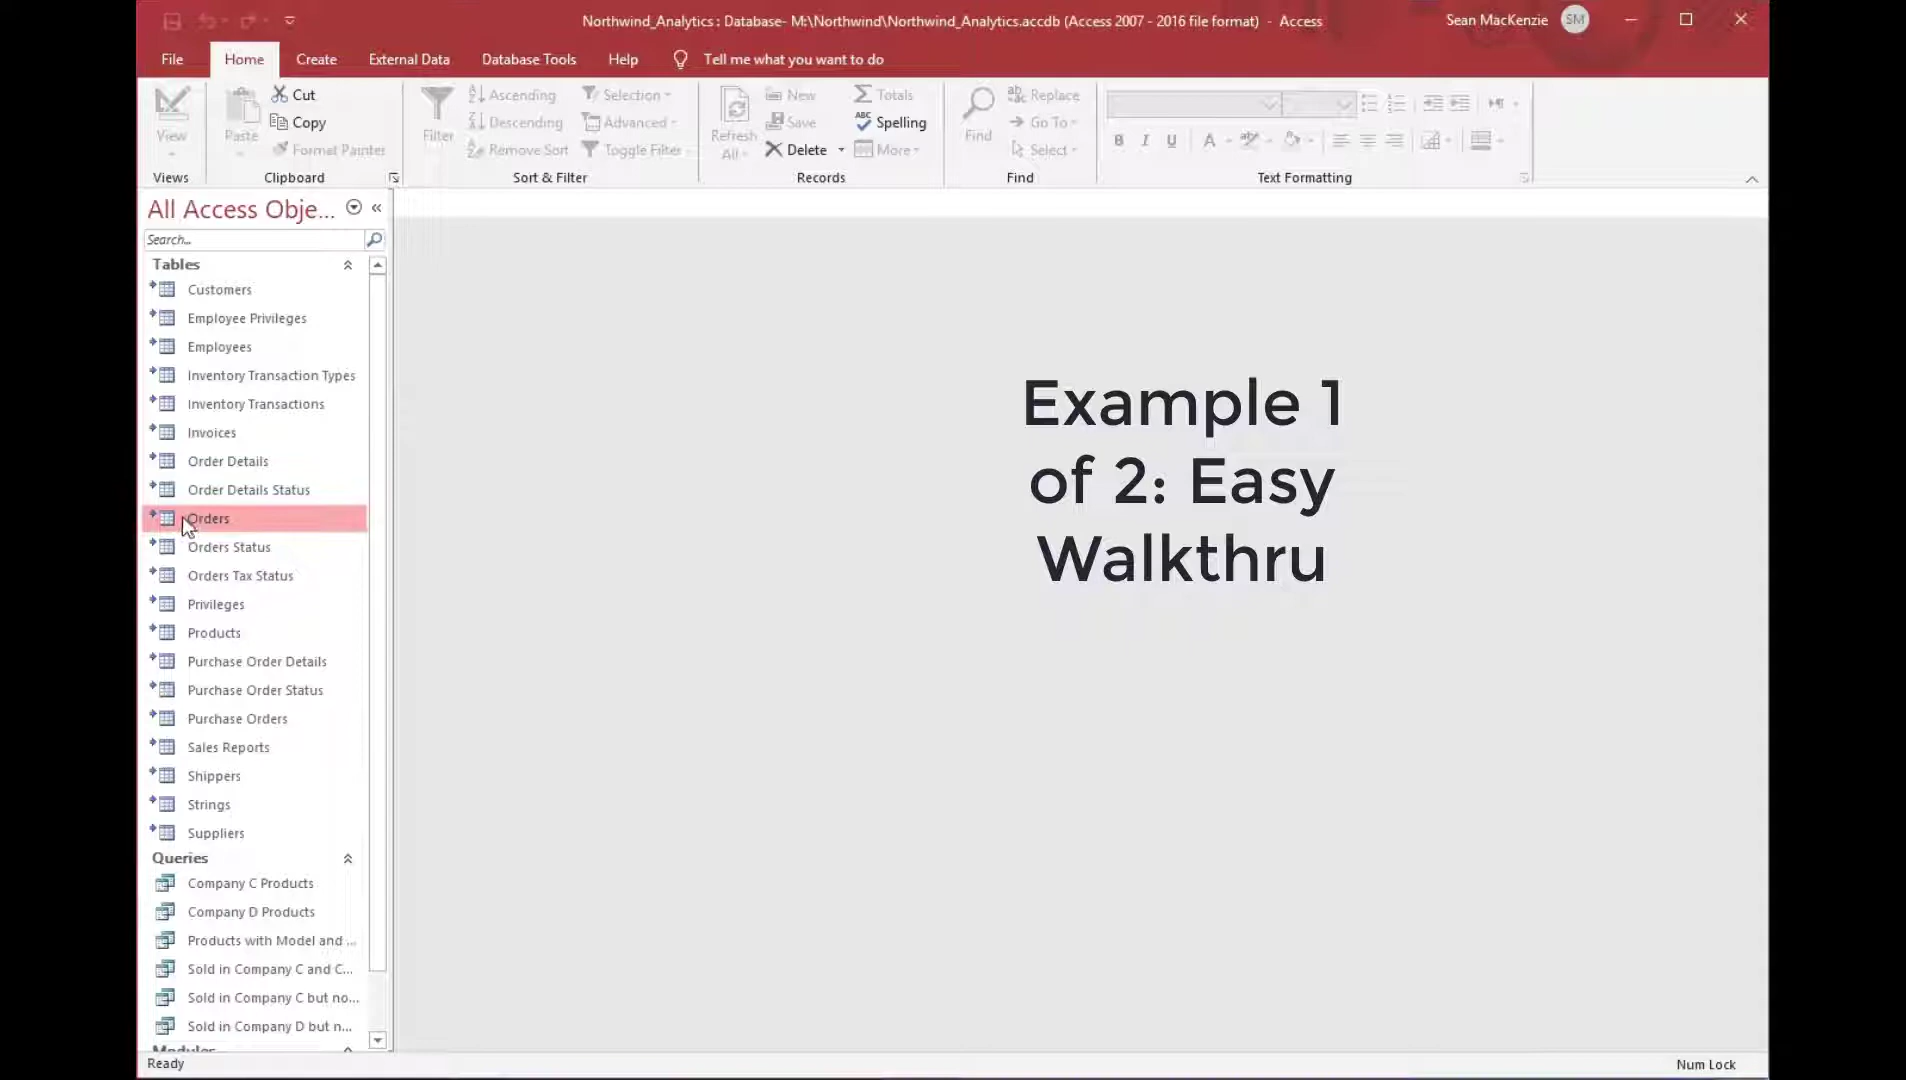 Northwind_Analytics : Database- M:\Northwind\Northwind_Analytics.accdb (Access 2007 - 2016 file format) - Access
Sean MacKenzie
SM
File
Home
Create
External Data
Database Tools
Help
Tell me what you want to do
View
Paste
Cut
Copy
Format Painter
Filter
Ascending
Descending
Remove Sort
Selection
Advanced
Toggle Filter
Refresh
All
New
Save
Delete
Totals
Spelling
More
Find
Replace
Go To
Select
B I U
Views
Clipboard
Sort & Filter
Records
Find
Text Formatting
All Access Obje...
Search...
Tables
Customers
Employee Privileges
Employees
Inventory Transaction Types
Inventory Transactions
Invoices
Order Details
Order Details Status
Orders
Orders Status
Orders Tax Status
Privileges
Products
Purchase Order Details
Purchase Order Status
Purchase Orders
Sales Reports
Shippers
Strings
Suppliers
Queries
Company C Products
Company D Products
Products with Model and ...
Sold in Company C and C...
Sold in Company C but no...
Sold in Company D but n...
Modules
Example 1
of 2: Easy
Walkthru
Ready
Num Lock